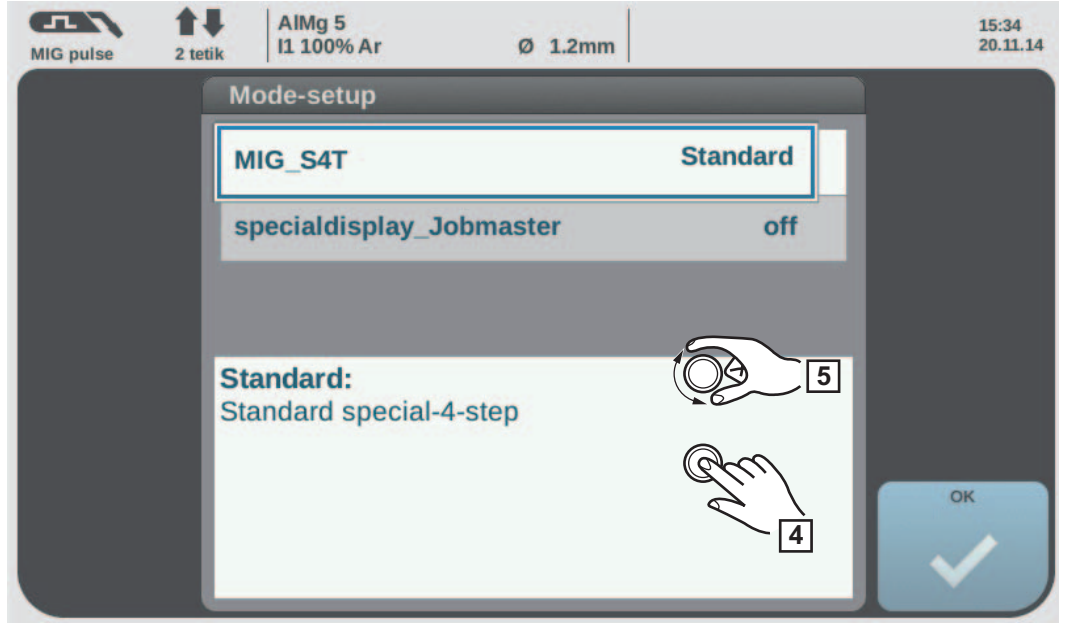 AlMg 5
15:34
MIG pulse 2 tetik I1 100% Ar Ø 1.2mm 20.11.14
Mode-setup
MIG_S4T Standard
specialdisplay_Jobmaster off
Standard:
Standard special-4-step
5
4
OK